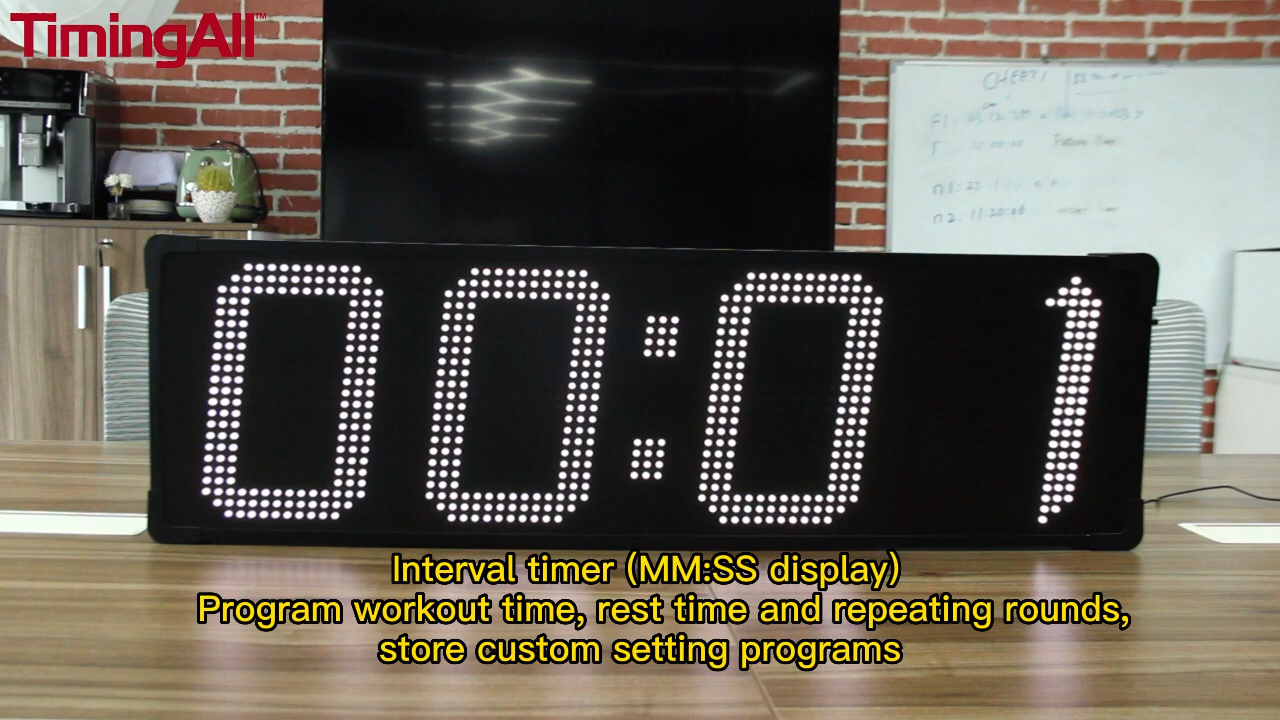 TimingAll™
CHEET1
00:01
Interval timer (MM:SS display)
Program workout time, rest time and repeating rounds,
store custom setting programs